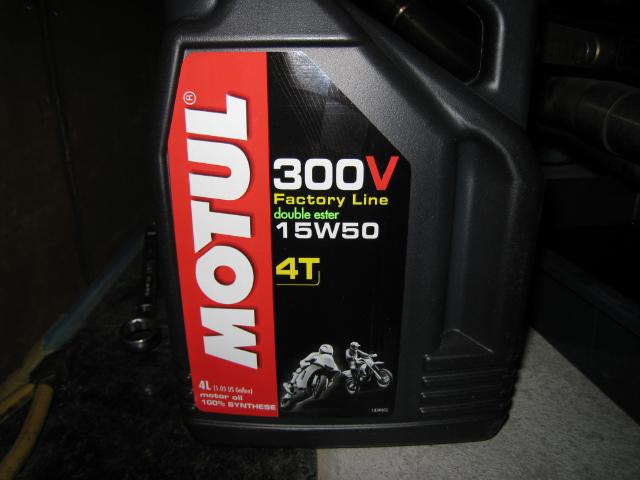 MOTUL®
300V
Factory Line
double ester
15W50
4T
4L (1.05 US Gallon)
motor oil
100% SYNTHESE